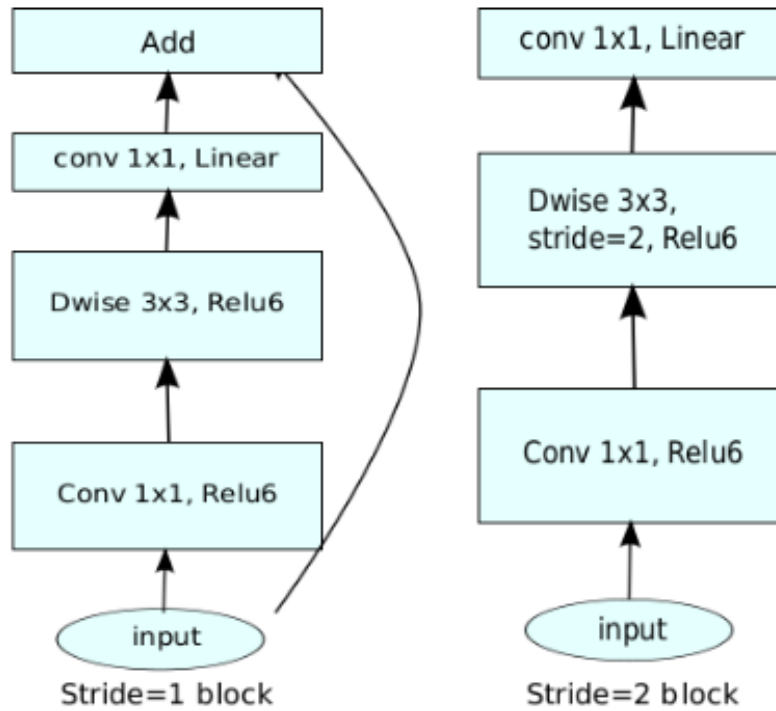 Add
conv 1x1, Linear
Dwise 3x3, Relu6
Conv 1x1, Relu6
input
Stride=1 block
conv 1x1, Linear
Dwise 3x3,
stride=2, Relu6
Conv 1x1, Relu6
input
Stride=2 block